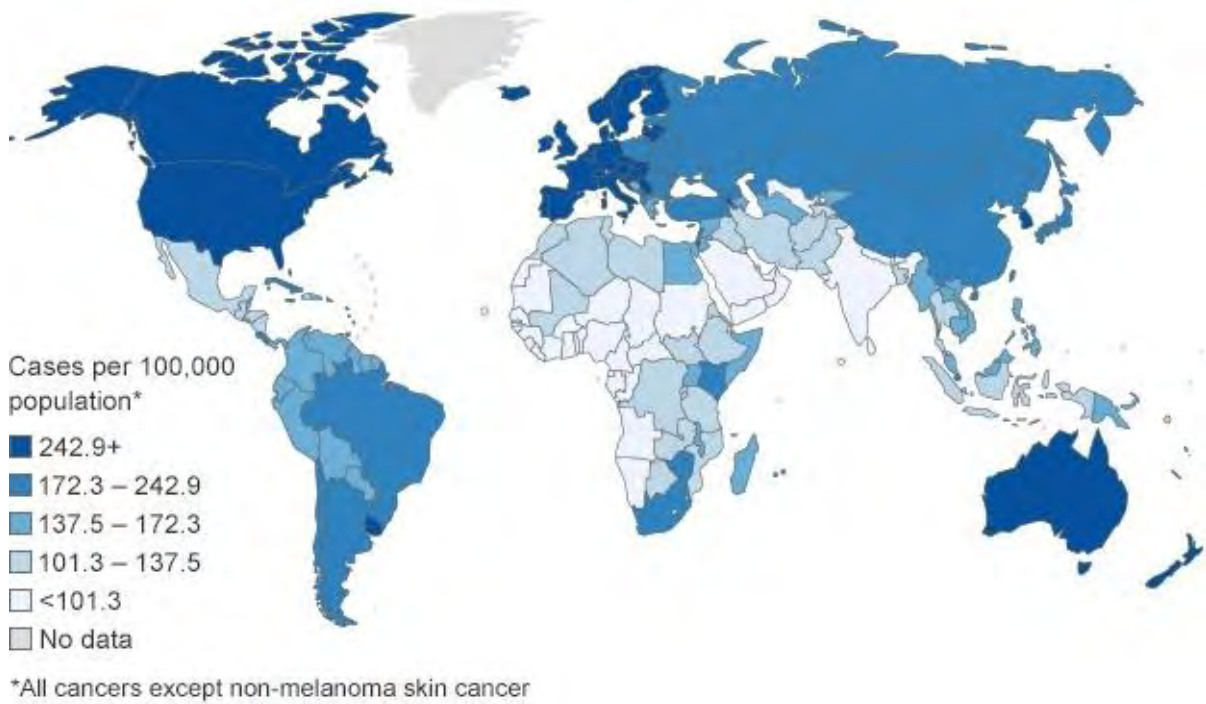 Cases per 100,000
population*
242.9+
172.3 – 242.9
137.5 – 172.3
101.3 – 137.5
<101.3
No data
*All cancers except non-melanoma skin cancer